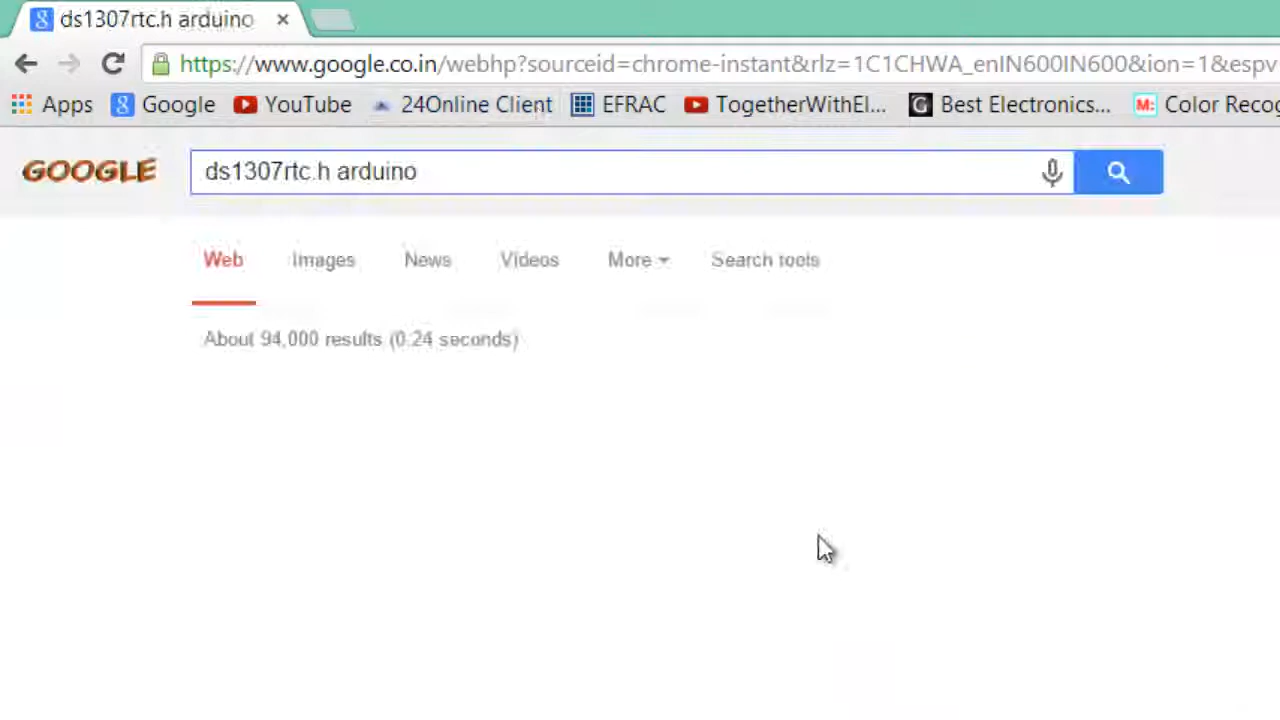 ds1307rtc.h arduino
https://www.google.co.in/webhp?sourceid=chrome-instant&rlz=1C1CHWA_enIN600IN600&ion=1&espv
Apps Google YouTube 24Online Client EFRAC TogetherWithEl... Best Electronics... M: Color Recog
GOOGLE ds1307rtc.h arduino
Web Images News Videos More Search tools
About 94,000 results (0.24 seconds)